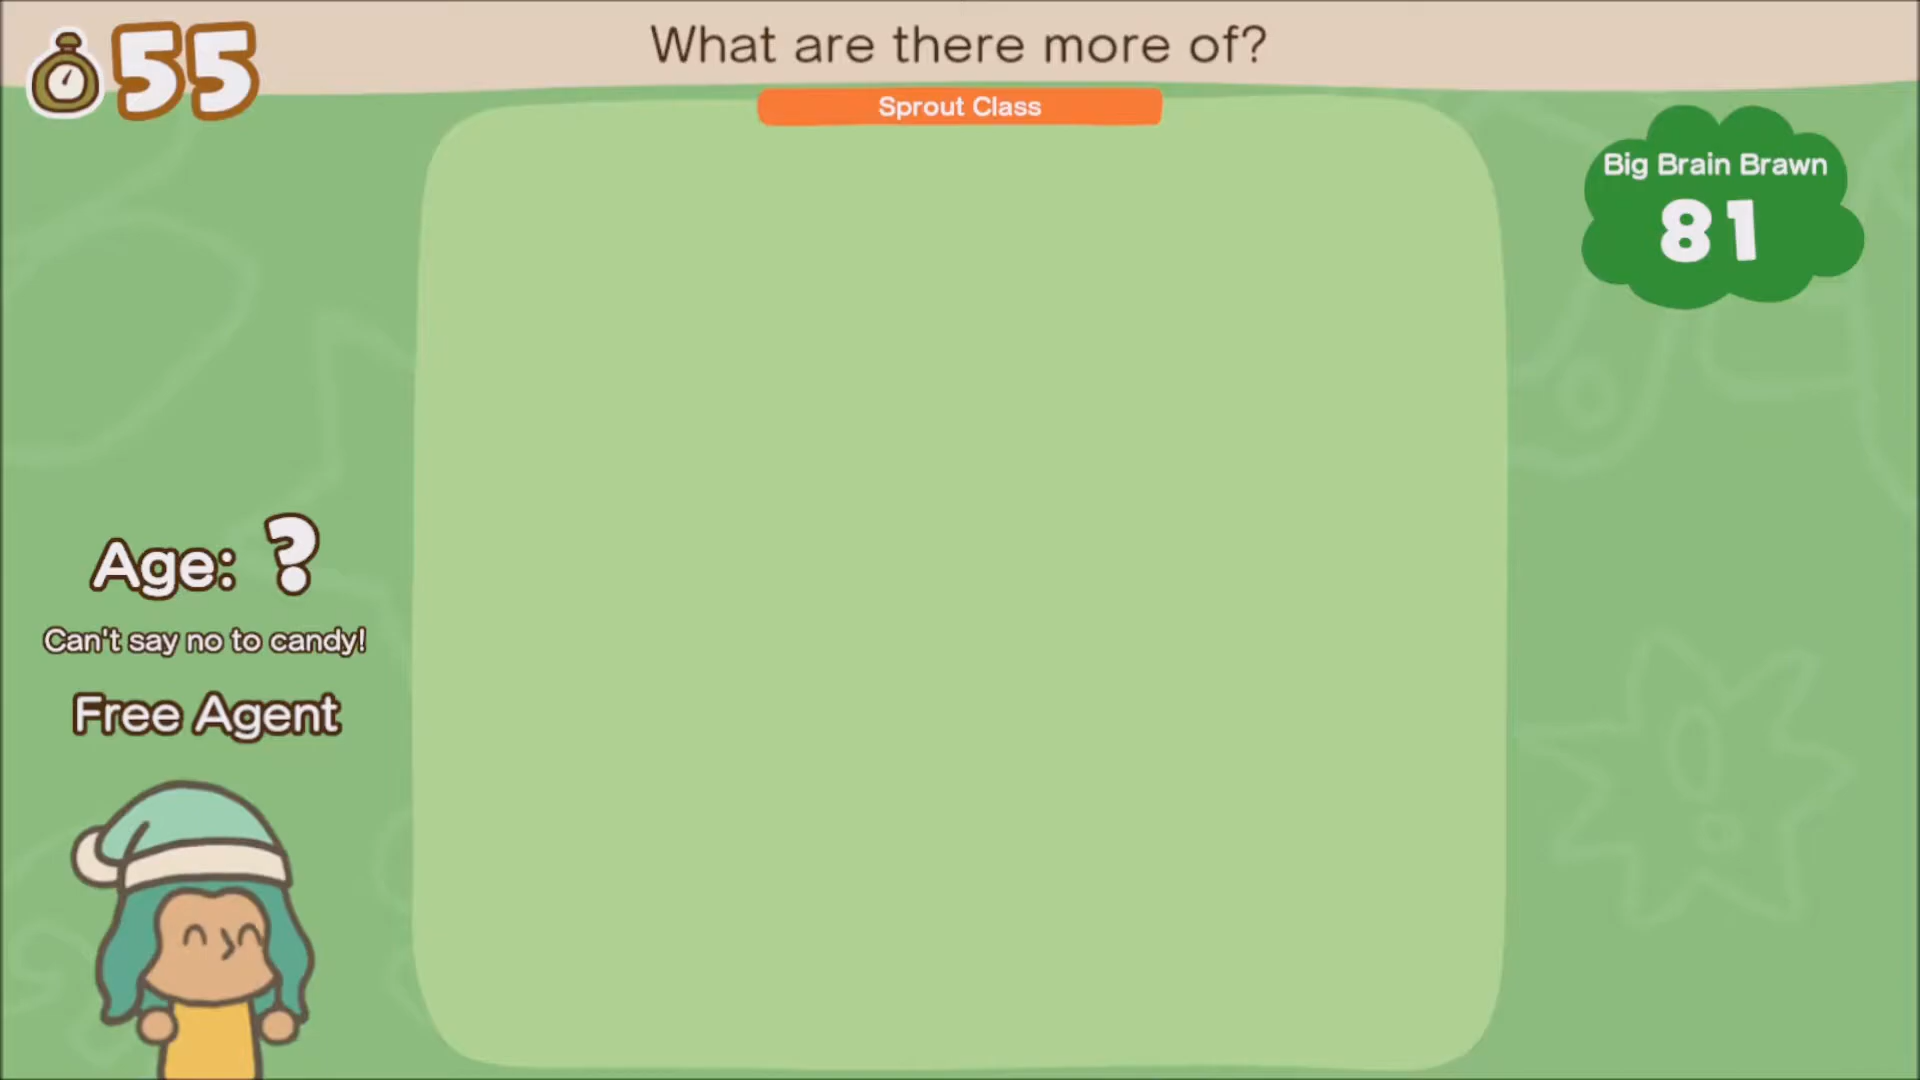 55
What are there more of?
Sprout Class
Big Brain Brawn
81
Age: ?
Can't say no to candy!
Free Agent